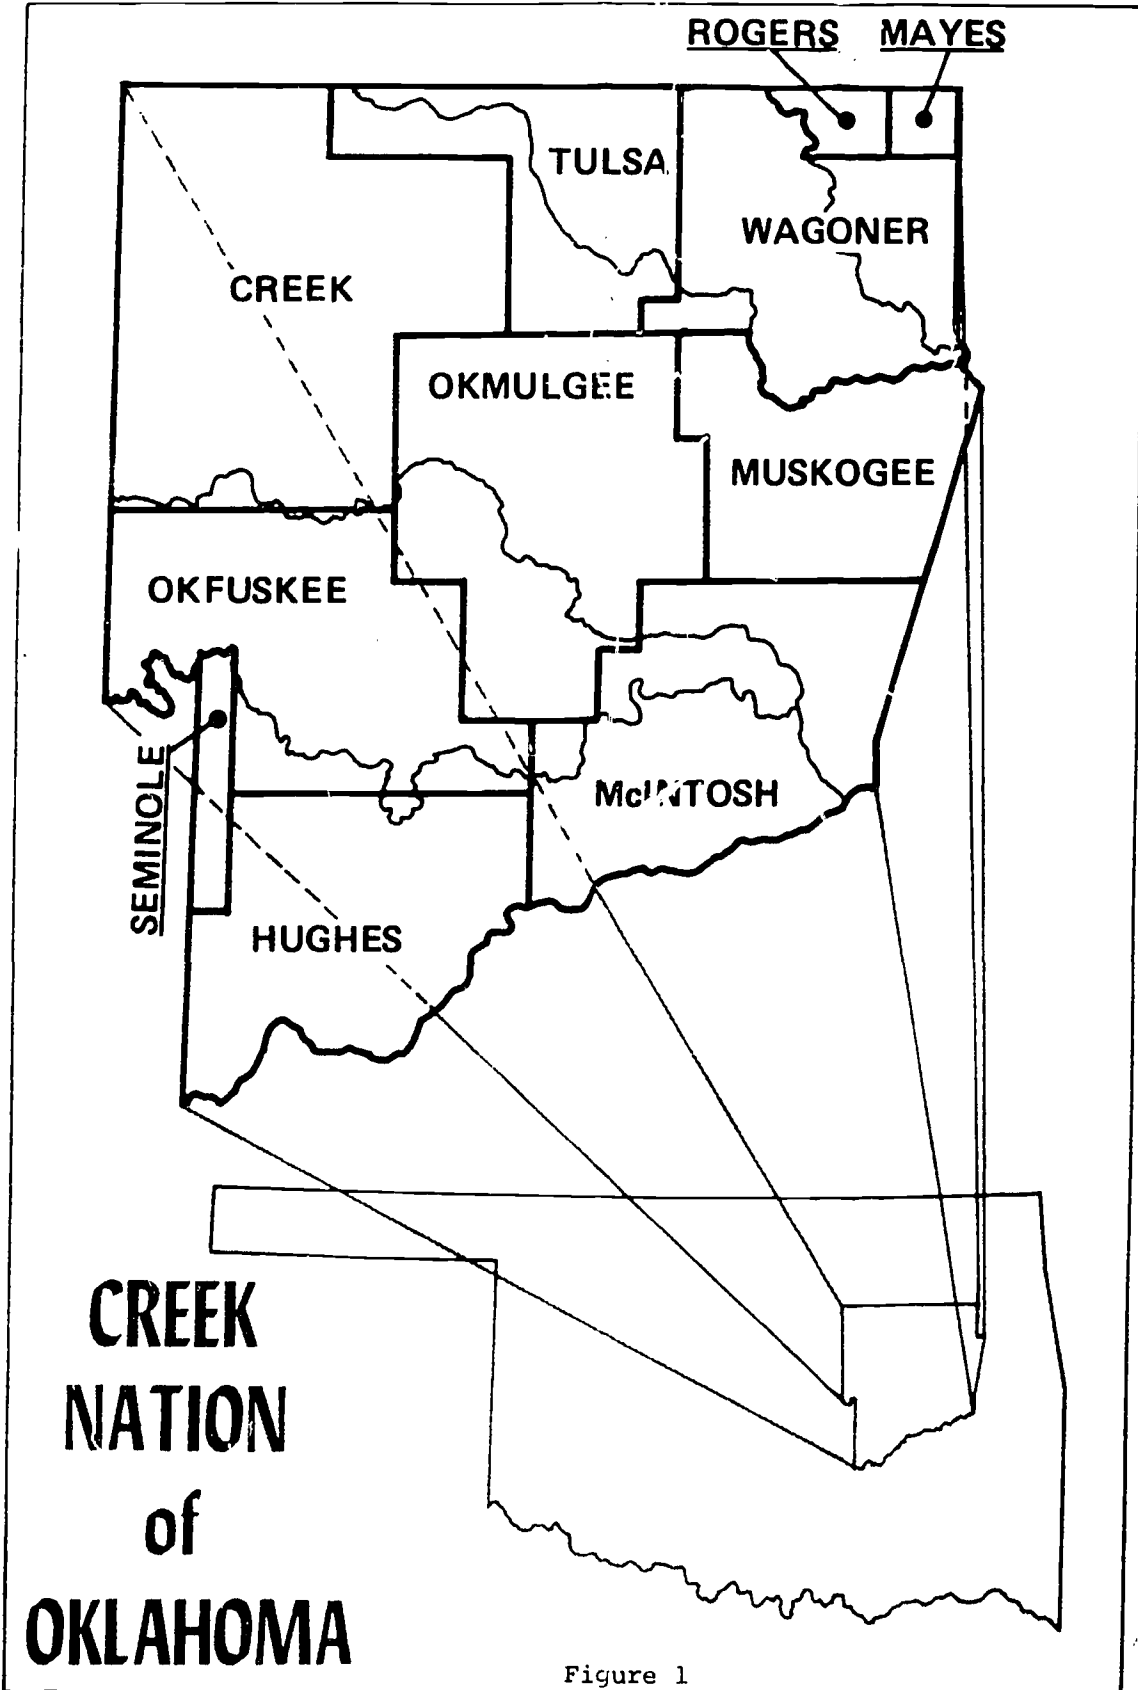 ROGERS MAYES
TULSA
WAGONER
CREEK
OKMULGEE
MUSKOGEE
OKFUSKEE
SEMINOLE
McINTOSH
HUGHES
CREEK
NATION
of
OKLAHOMA
Figure 1